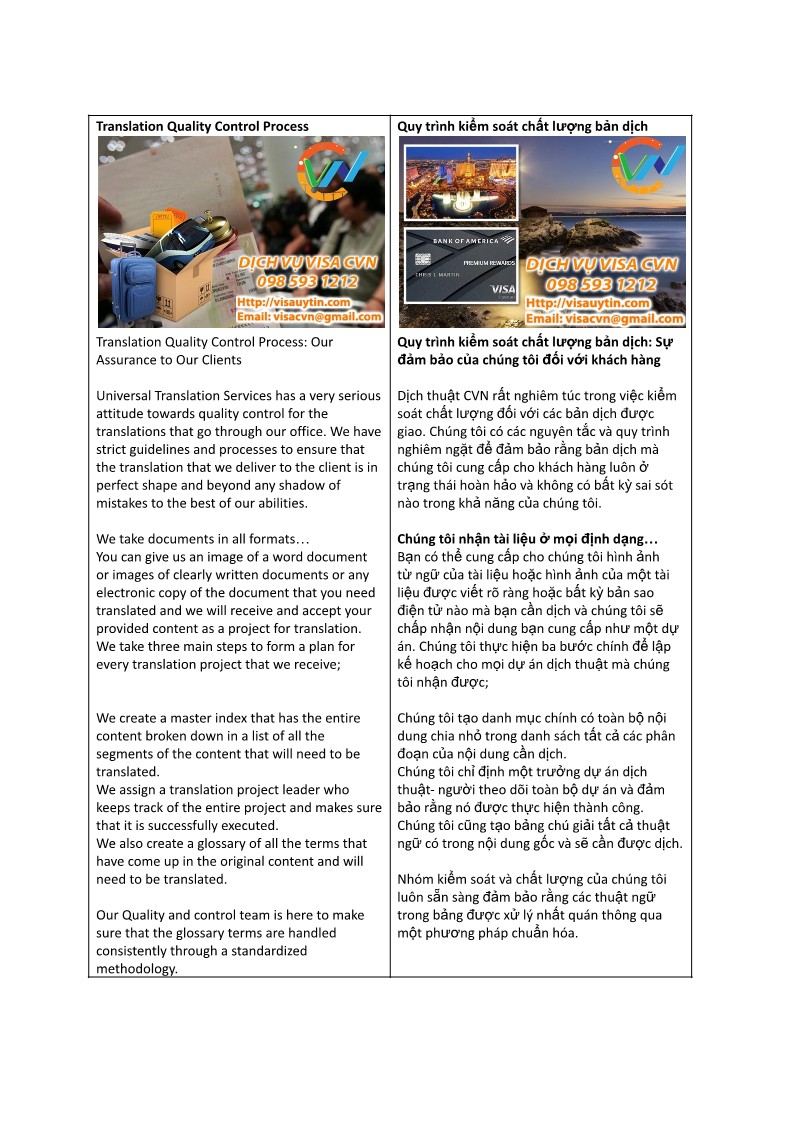 Translation Quality Control Process
DỊCH VỤ VISA CVN
098 593 1212
Http://visauytin.com
Email: visacvn@gmail.com
Translation Quality Control Process: Our
Assurance to Our Clients
Universal Translation Services has a very serious
attitude towards quality control for the
translations that go through our office. We have
strict guidelines and processes to ensure that
the translation that we deliver to the client is in
perfect shape and beyond any shadow of
mistakes to the best of our abilities.
We take documents in all formats…
You can give us an image of a word document
or images of clearly written documents or any
electronic copy of the document that you need
translated and we will receive and accept your
provided content as a project for translation.
We take three main steps to form a plan for
every translation project that we receive;
We create a master index that has the entire
content broken down in a list of all the
segments of the content that will need to be
translated.
We assign a translation project leader who
keeps track of the entire project and makes sure
that it is successfully executed.
We also create a glossary of all the terms that
have come up in the original content and will
need to be translated.
Our Quality and control team is here to make
sure that the glossary terms are handled
consistently through a standardized
methodology.
Quy trình kiểm soát chất lượng bản dịch
BANK OF AMERICA
PREMIUM REWARDS
CHRIS L MARTIN
VISA
DỊCH VỤ VISA CVN
098 593 1212
Http://visauytin.com
Email: visacvn@gmail.com
Quy trình kiểm soát chất lượng bản dịch: Sự
đảm bảo của chúng tôi đối với khách hàng
Dịch thuật CVN rất nghiêm túc trong việc kiểm
soát chất lượng đối với các bản dịch được
giao. Chúng tôi có các nguyên tắc và quy trình
nghiêm ngặt để đảm bảo rằng bản dịch mà
chúng tôi cung cấp cho khách hàng luôn ở
trạng thái hoàn hảo và không có bất kỳ sai sót
nào trong khả năng của chúng tôi.
Chúng tôi nhận tài liệu ở mọi định dạng…
Bạn có thể cung cấp cho chúng tôi hình ảnh
từ ngữ của tài liệu hoặc hình ảnh của một tài
liệu được viết rõ ràng hoặc bất kỳ bản sao
điện tử nào mà bạn cần dịch và chúng tôi sẽ
chấp nhận nội dung bạn cung cấp như một dự
án. Chúng tôi thực hiện ba bước chính để lập
kế hoạch cho mọi dự án dịch thuật mà chúng
tôi nhận được;
Chúng tôi tạo danh mục chính có toàn bộ nội
dung chia nhỏ trong danh sách tất cả các phân
đoạn của nội dung cần dịch.
Chúng tôi chỉ định một trưởng dự án dịch
thuật- người theo dõi toàn bộ dự án và đảm
bảo rằng nó được thực hiện thành công.
Chúng tôi cũng tạo bảng chú giải tất cả thuật
ngữ có trong nội dung gốc và sẽ cần được dịch.
Nhóm kiểm soát và chất lượng của chúng tôi
luôn sẵn sàng đảm bảo rằng các thuật ngữ
trong bảng được xử lý nhất quán thông qua
một phương pháp chuẩn hóa.